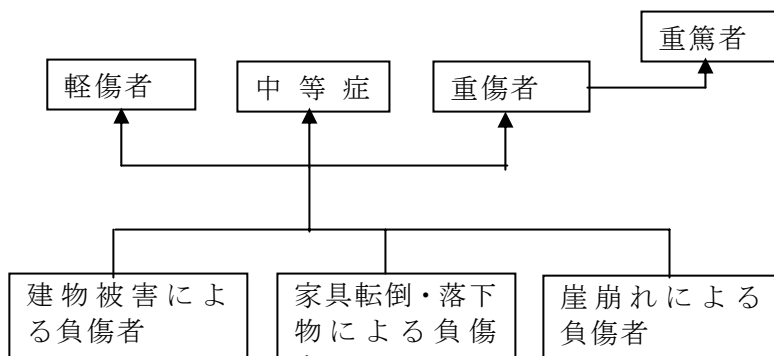 重篤者
軽傷者
中等症
重傷者
建物被害によ
る負傷者
家具転倒・落下
物による負傷
崖崩れによる
負傷者